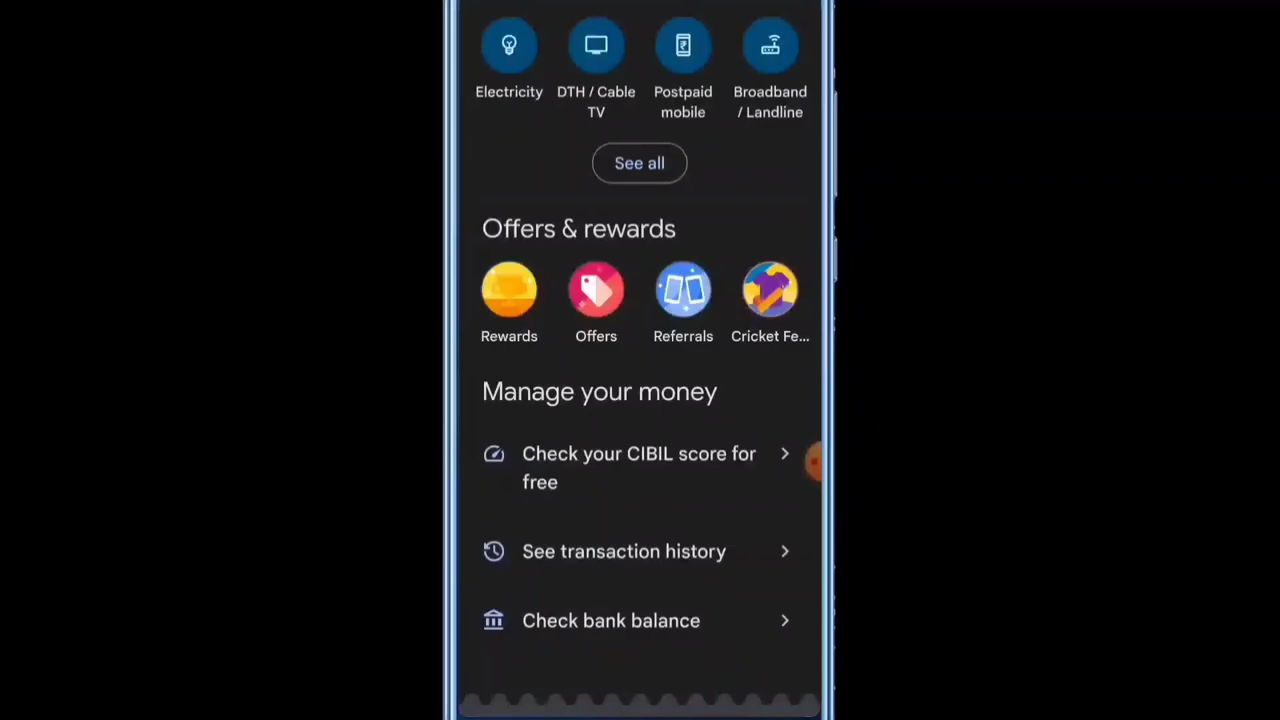 Electricity
DTH / Cable
TV
Postpaid
mobile
Broadband
/ Landline
See all
Offers & rewards
Rewards
Offers
Referrals
Cricket Fe...
Manage your money
Check your CIBIL score for
free
See transaction history
Check bank balance